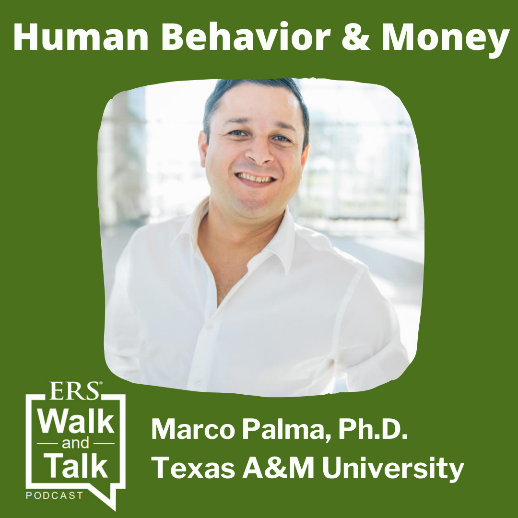 Human Behavior & Money
ERS®
Walk
and
Talk
PODCAST
Marco Palma, Ph.D.
Texas A&M University